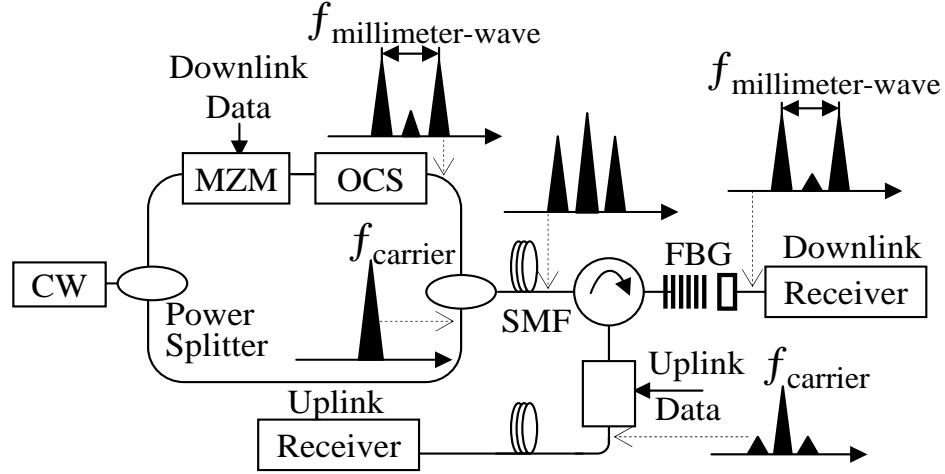 f millimeter-wave
Downlink
Data
MZM
OCS
f millimeter-wave
f carrier
CW
Power
Splitter
SMF
FBG
Downlink
Receiver
Uplink
Data
f carrier
Uplink
Receiver